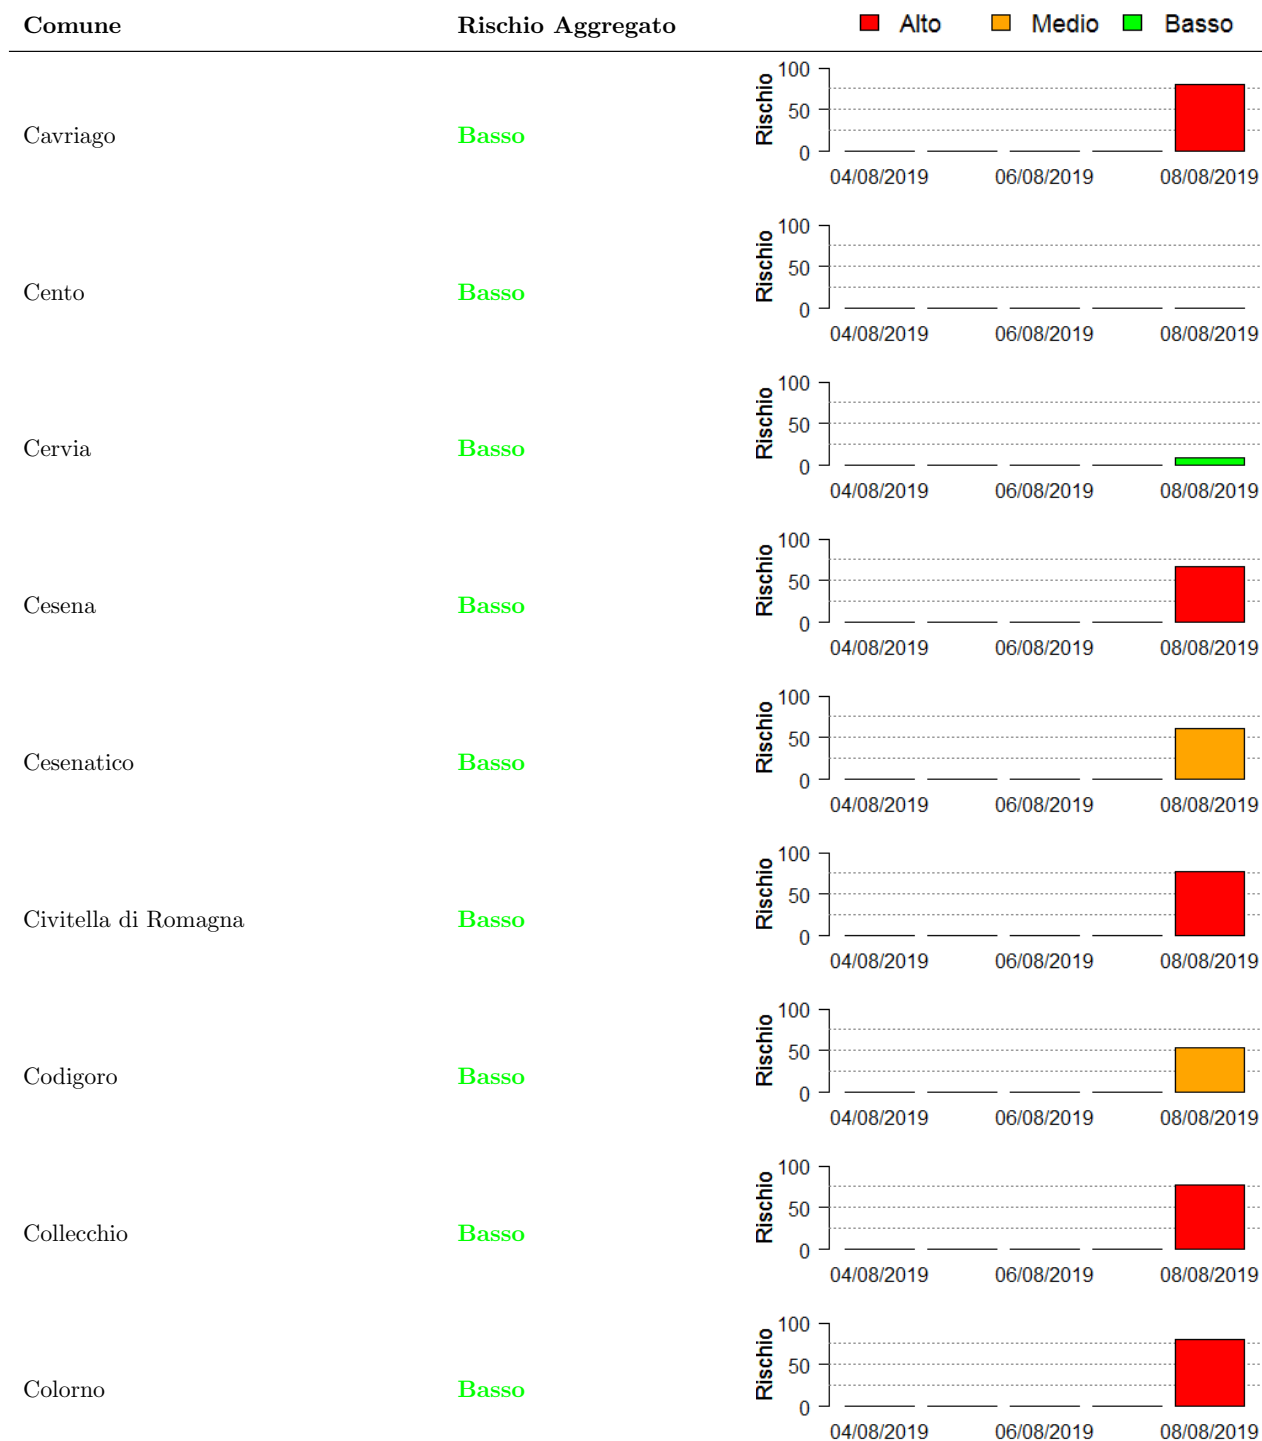 Comune Rischio Aggregato Alto Medio Basso
100
50
0
Rischio
Cavriago Basso
04/08/2019 06/08/2019 08/08/2019
100
50
0
Rischio
Cento Basso
04/08/2019 06/08/2019 08/08/2019
100
50
0
Rischio
Cervia Basso
04/08/2019 06/08/2019 08/08/2019
100
50
0
Rischio
Cesena Basso
04/08/2019 06/08/2019 08/08/2019
100
50
0
Rischio
Cesenatico Basso
04/08/2019 06/08/2019 08/08/2019
100
50
0
Rischio
Civitella di Romagna Basso
04/08/2019 06/08/2019 08/08/2019
100
50
0
Rischio
Codigoro Basso
04/08/2019 06/08/2019 08/08/2019
100
50
0
Rischio
Collecchio Basso
04/08/2019 06/08/2019 08/08/2019
100
50
0
Rischio
Colorno Basso
04/08/2019 06/08/2019 08/08/2019